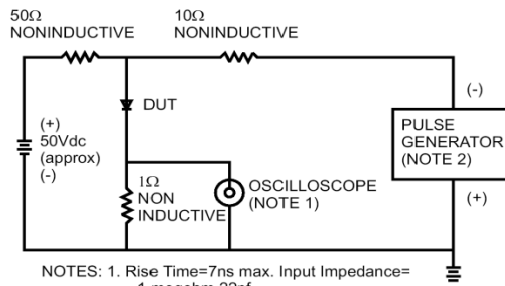 50Ω
NONINDUCTIVE
10Ω
NONINDUCTIVE
(+)
50Vdc
(approx)
(-)
DUT
1Ω
NON
INDUCTIVE
OSCILLOSCOPE
(NOTE 1)
(-)
PULSE
GENERATOR
(NOTE 2)
(+)
NOTES: 1. Rise Time=7ns max. Input Impedance=